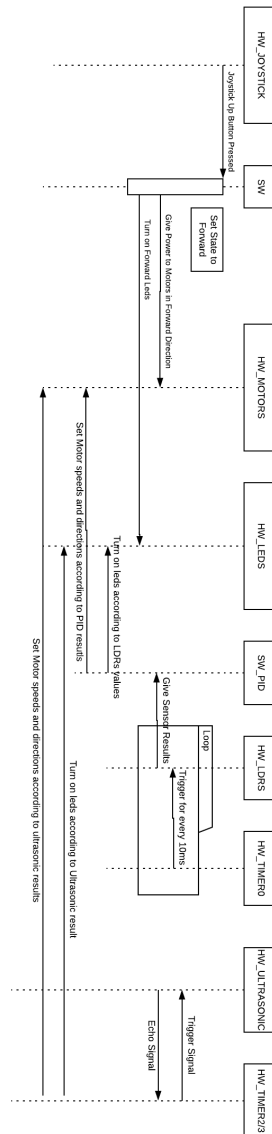 HW_JOYSTICK
SW
HW_MOTORS
HW_LEDS
SW_PID
HW_LDRS
HW_TIMER0
HW_ULTRASONIC
HW_TIMER2/3
Joystick Up Button Pressed
Set State to
Forward
Give Power to Motors in Forward Direction
Turn on Forward Leds
Loop
Trigger for every 10ms
Give Sensor Results
Trigger Signal
Echo Signal
Turn on leds according to LDRs values
Set Motor speeds and directions according to PID resutls
Turn on leds according to Ultrasonic result
Set Motor speeds and directions according to ultrasonic results